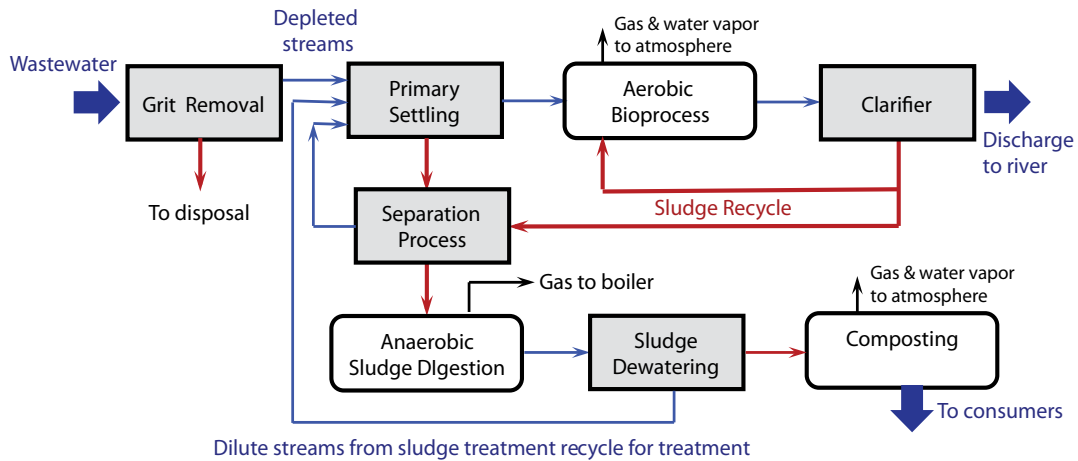 Depleted
streams
Gas & water vapor
to atmosphere
Wastewater
Grit Removal
Primary
Settling
Aerobic
Bioprocess
Clarifier
Discharge
to river
To disposal
Separation
Process
Sludge Recycle
Gas to boiler
Gas & water vapor
to atmosphere
Anaerobic
Sludge DIgestion
Sludge
Dewatering
Composting
To consumers
Dilute streams from sludge treatment recycle for treatment